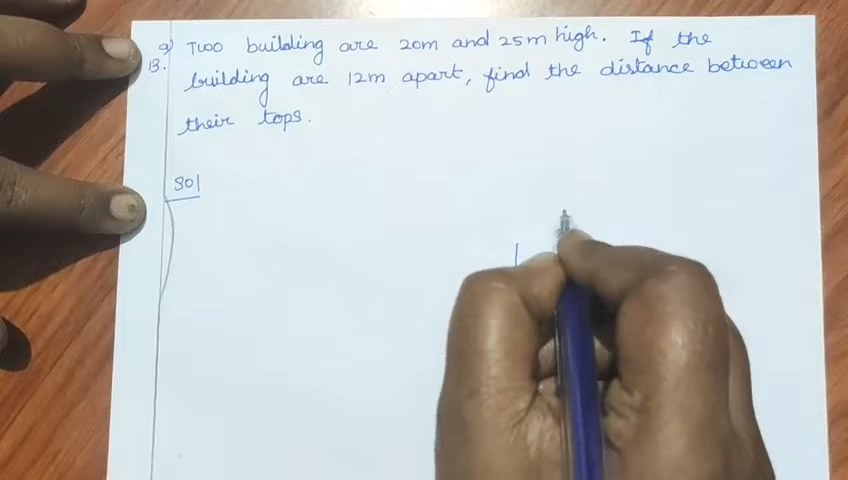 9) Two building are 20m and 25m high. If the
13. building are 12m apart, find the distance between
their tops.
Sol